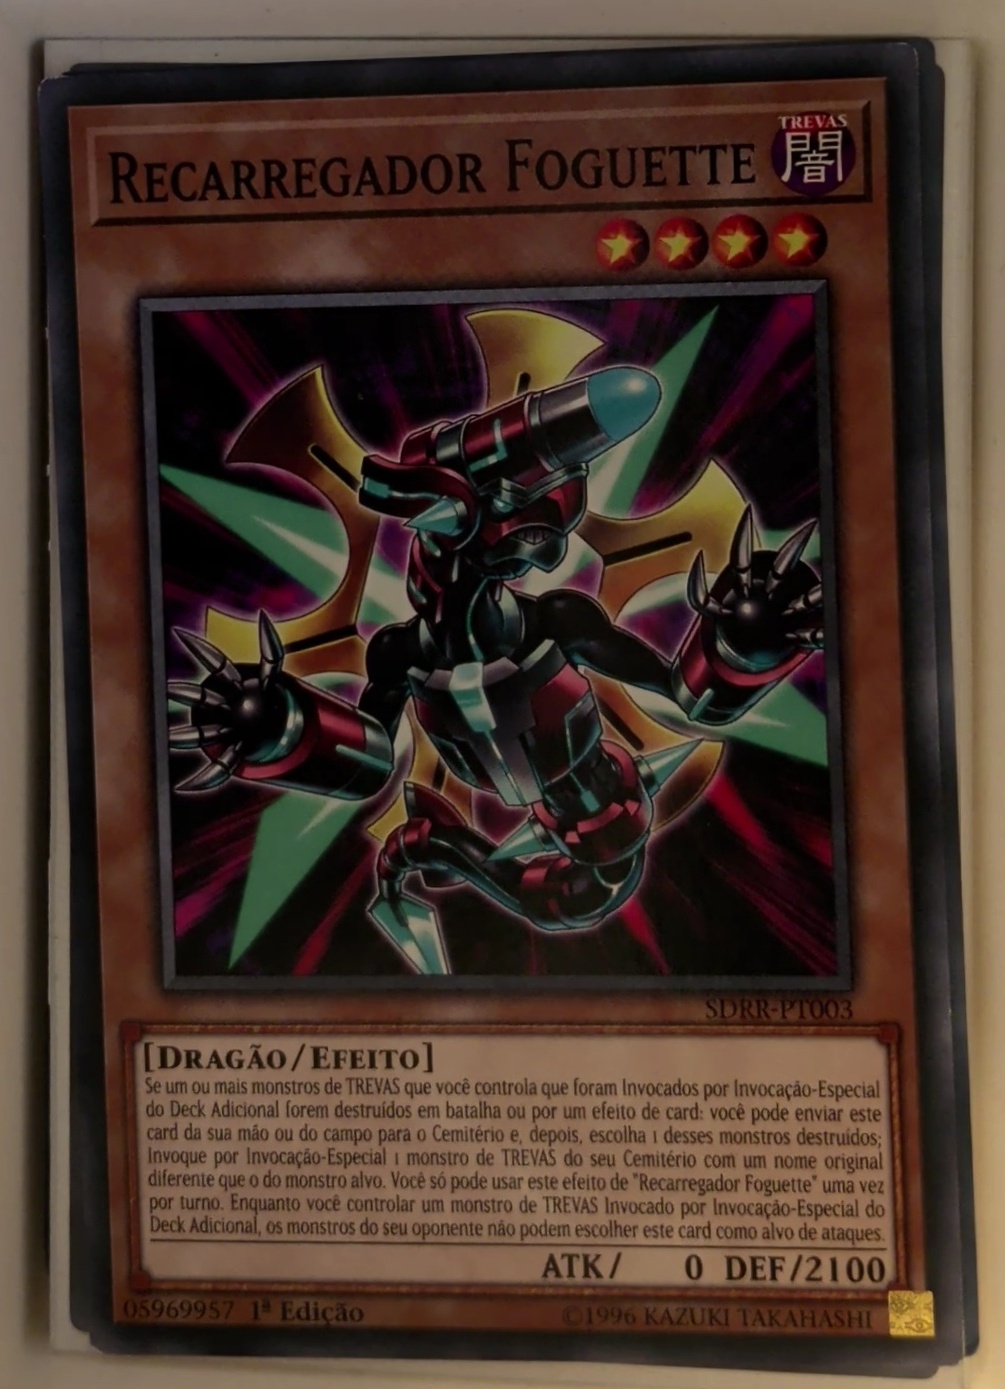 RECARREGADOR FOGUETTE
TREVAS
闇
SDRR-PT003
[DRAGÃO/EFEITO]
Se um ou mais monstros de TREVAS que você controla que foram Invocados por Invocação-Especial
do Deck Adicional forem destruídos em batalha ou por um efeito de card: você pode enviar este
card da sua mão ou do campo para o Cemitério e, depois, escolha 1 desses monstros destruídos;
Invoque por Invocação-Especial 1 monstro de TREVAS do seu Cemitério com um nome original
diferente que o do monstro alvo. Você só pode usar este efeito de "Recarregador Foguette" uma vez
por turno. Enquanto você controlar um monstro de TREVAS Invocado por Invocação-Especial do
Deck Adicional, os monstros do seu oponente não podem escolher este card como alvo de ataques.
ATK/ 0 DEF/2100
05969957 1ª Edição ©1996 KAZUKI TAKAHASHI